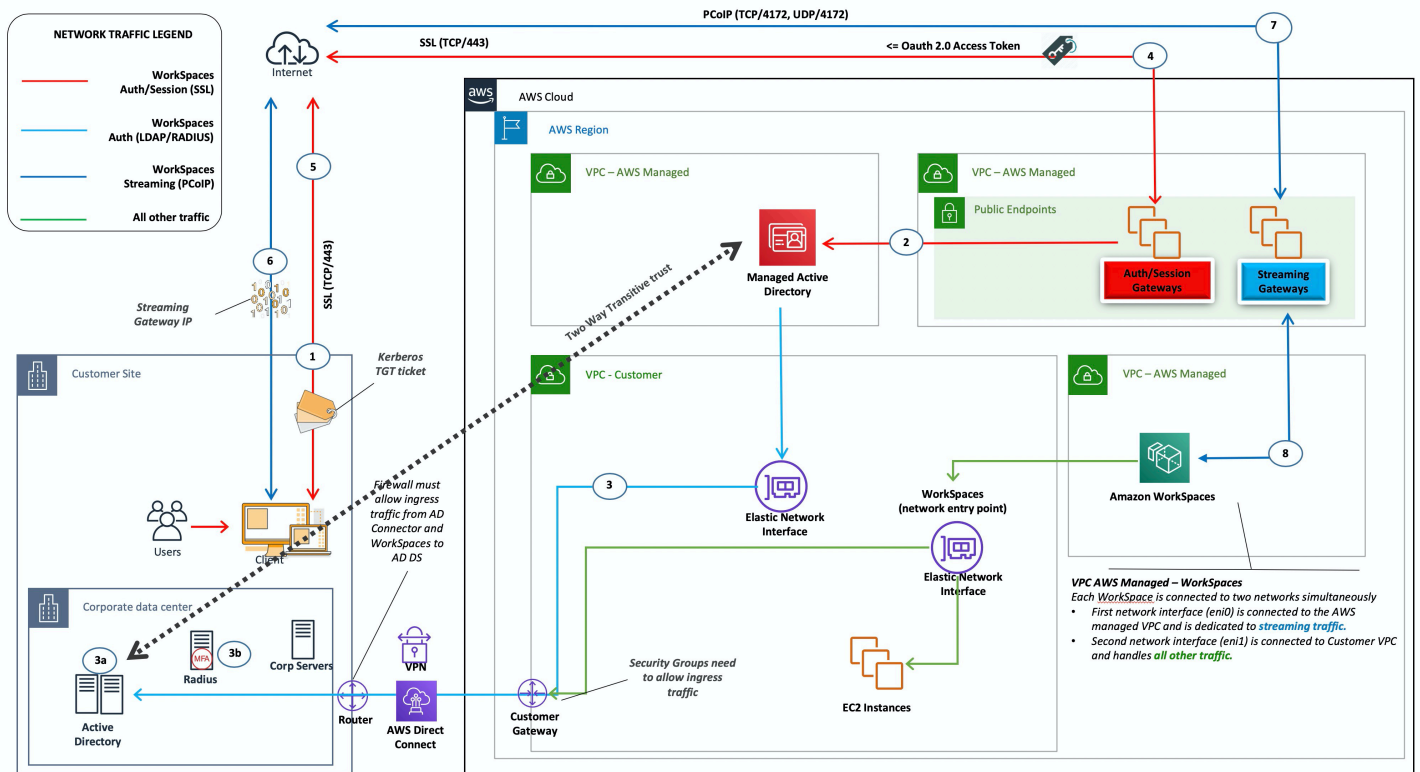 NETWORK TRAFFIC LEGEND
WorkSpaces
Auth/Session (SSL)
WorkSpaces
Auth (LDAP/RADIUS)
WorkSpaces
Streaming (PCoIP)
All other traffic
Internet
PCoIP (TCP/4172, UDP/4172)
7
SSL (TCP/443)
<= Oauth 2.0 Access Token
4
aws
AWS Cloud
AWS Region
5
6
SSL (TCP/443)
Streaming
Gateway IP
1
Kerberos
TGT ticket
VPC – AWS Managed
Managed Active
Directory
2
VPC – AWS Managed
Public Endpoints
Auth/Session
Gateways
Streaming
Gateways
Two Way Transitive trust
Customer Site
Users
Client
Firewall must
allow ingress
traffic from AD
Connector and
WorkSpaces to
AD DS
VPC - Customer
3
Elastic Network
Interface
WorkSpaces
(network entry point)
Elastic Network
Interface
EC2 Instances
VPC – AWS Managed
8
Amazon WorkSpaces
VPC AWS Managed – WorkSpaces
Each WorkSpace is connected to two networks simultaneously
• First network interface (eni0) is connected to the AWS
managed VPC and is dedicated to streaming traffic.
• Second network interface (eni1) is connected to Customer VPC
and handles all other traffic.
Corporate data center
3a
MFA
3b
Radius
Corp Servers
Active
Directory
Router
VPN
AWS Direct
Connect
Customer
Gateway
Security Groups need
to allow ingress
traffic